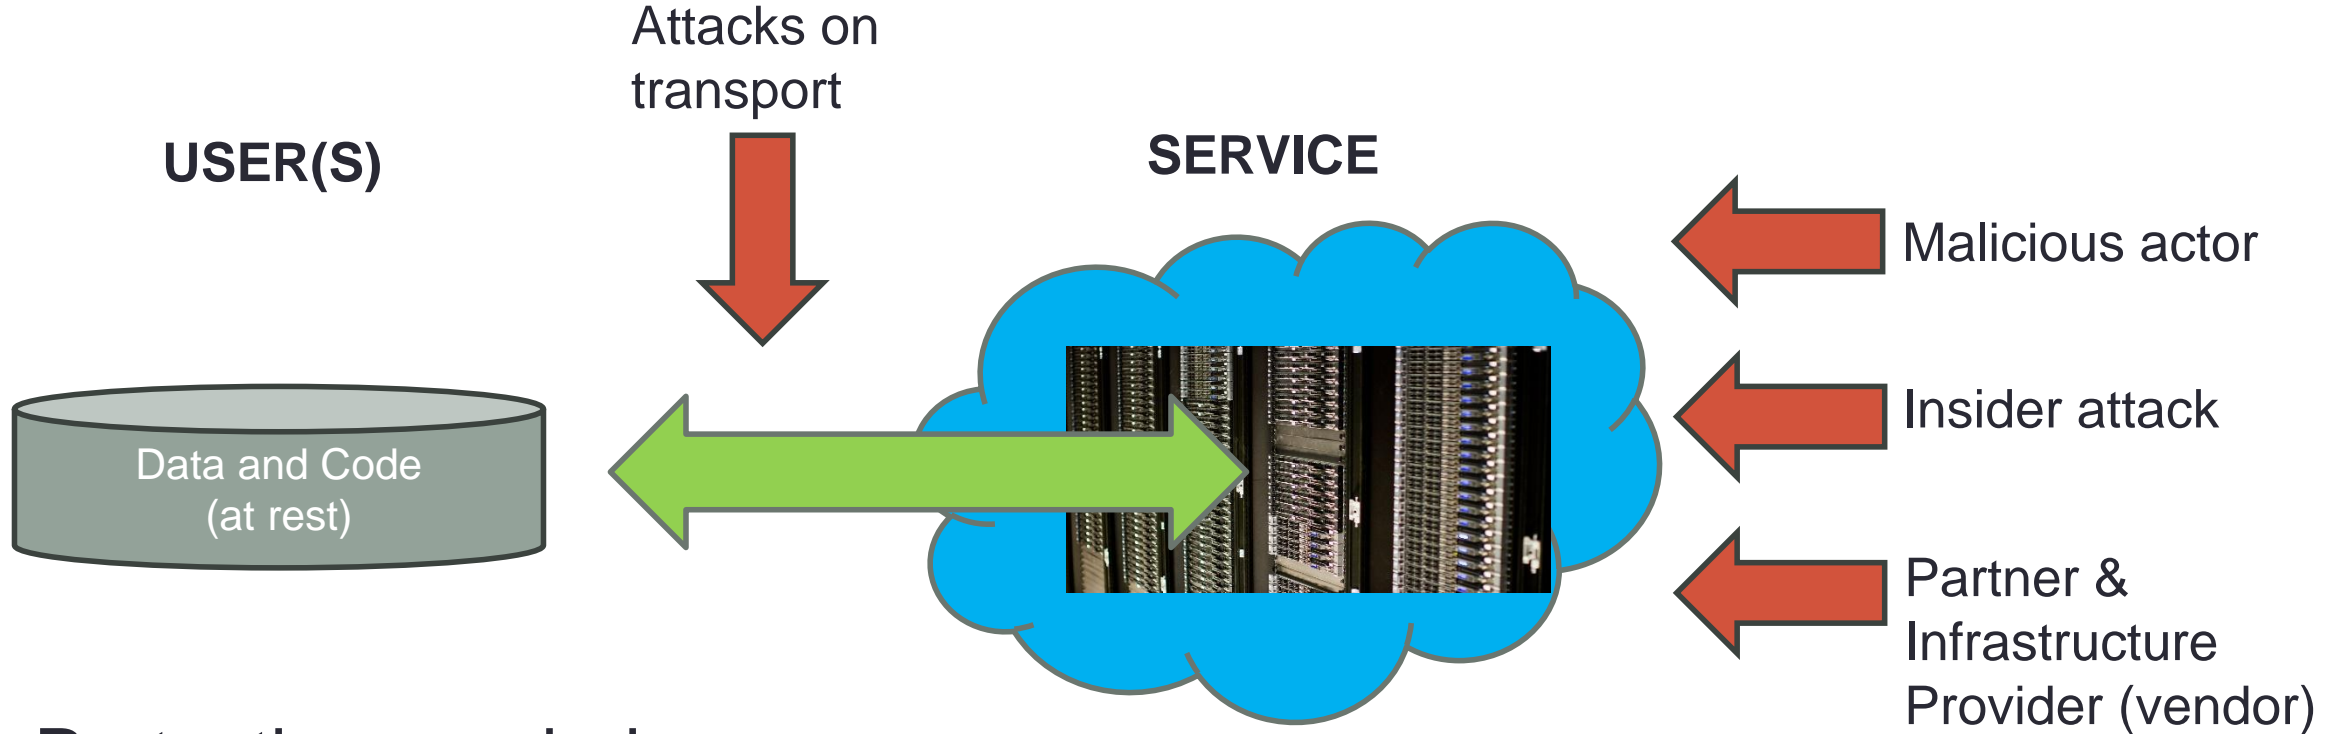 Attacks on
transport
USER(S)
SERVICE
Malicious actor
Data and Code
(at rest)
Insider attack
Partner &
Infrastructure
Provider (vendor)